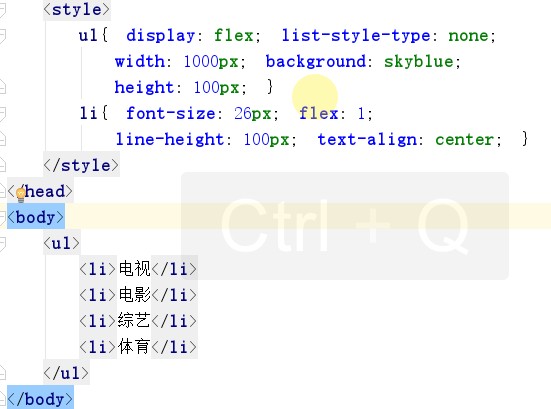 <style>
ul{ display: flex; list-style-type: none;
width: 1000px; background: skyblue;
height: 100px; }
li{ font-size: 26px; flex: 1;
line-height: 100px; text-align: center; }
</style>
</head>
<body>
<ul>
<li>电视</li>
<li>电影</li>
<li>综艺</li>
<li>体育</li>
</ul>
</body>
Ctrl + Q